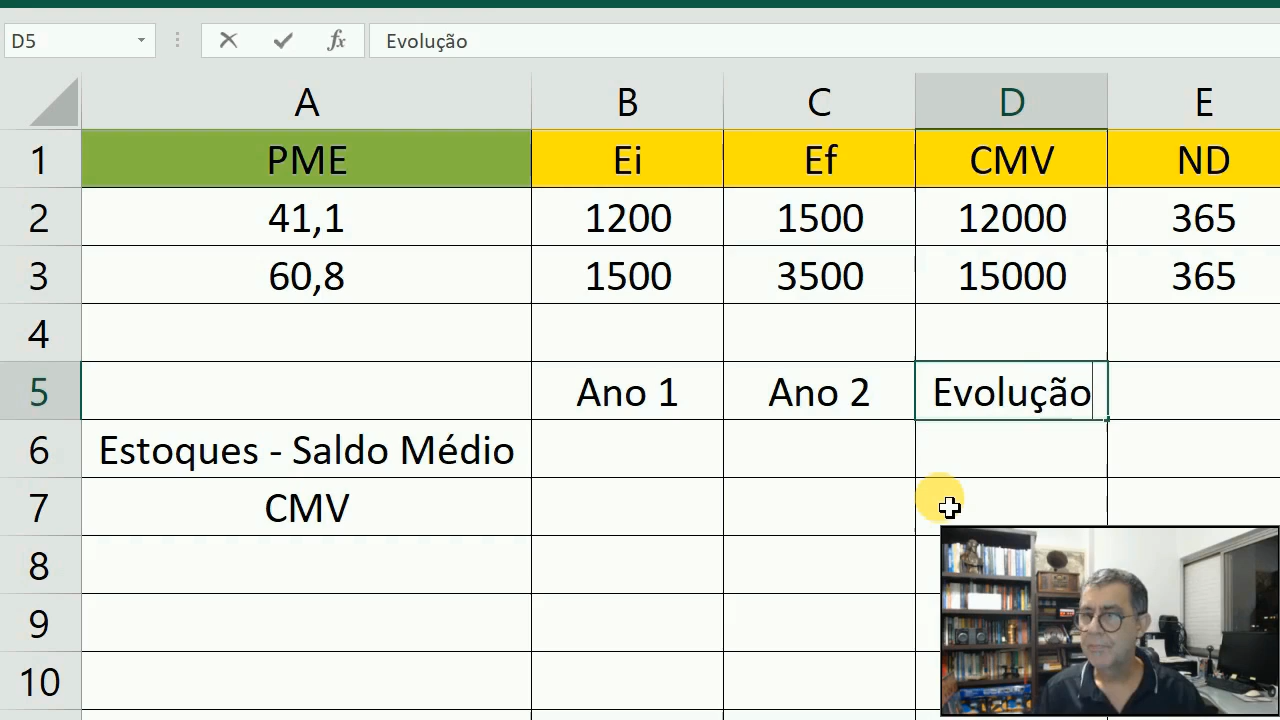 D5 fx Evolução
A B C D E
1 PME Ei Ef CMV ND
2 41,1 1200 1500 12000 365
3 60,8 1500 3500 15000 365
4
5 Ano 1 Ano 2 Evolução
6 Estoques - Saldo Médio
7 CMV
8
9
10